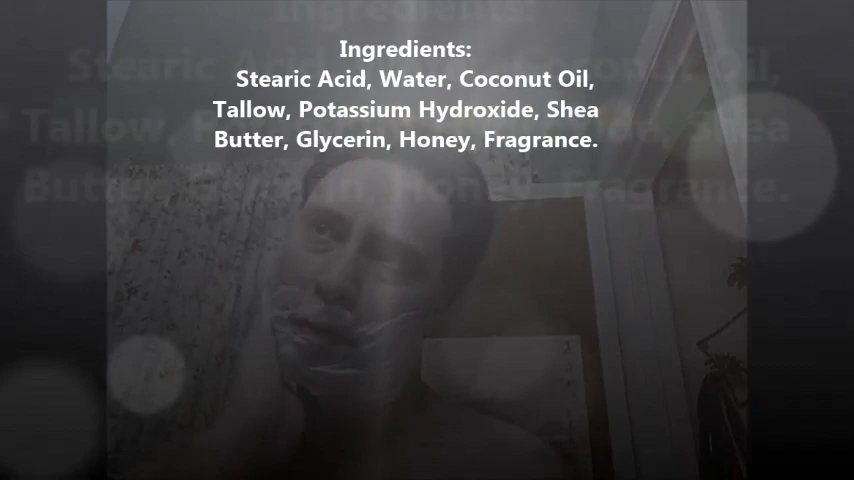 Ingredients:
Stearic Acid, Water, Coconut Oil,
Tallow, Potassium Hydroxide, Shea
Butter, Glycerin, Honey, Fragrance.